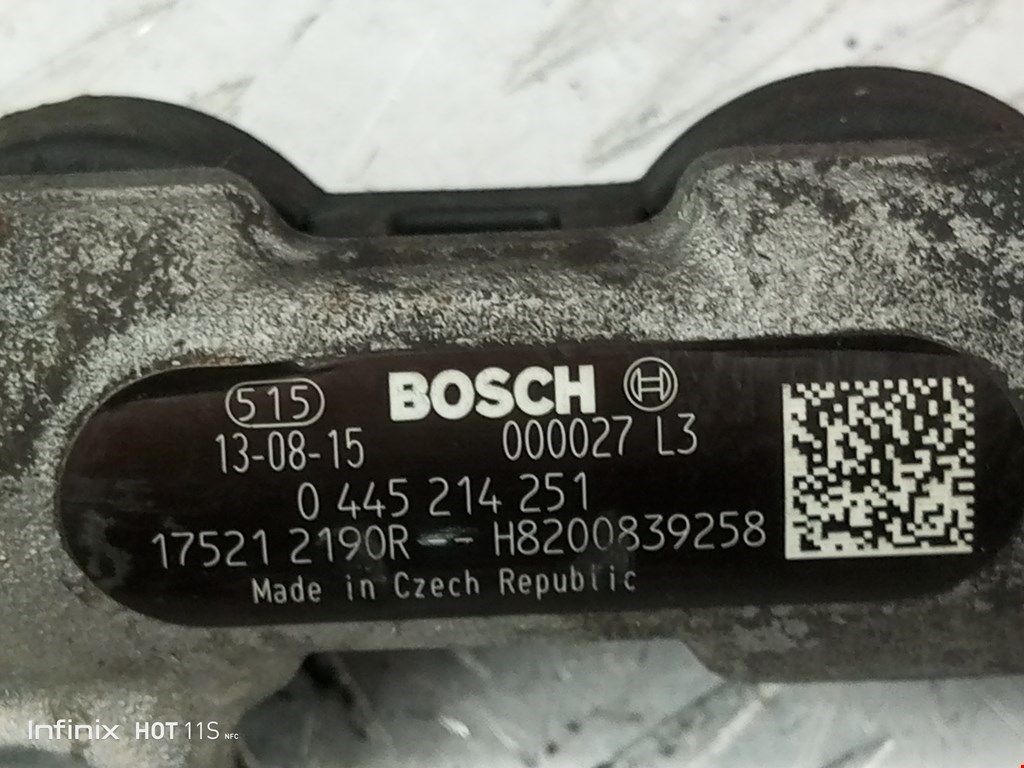 515 BOSCH
13-08-15 000027 L3
0 445 214 251
17521 2190R -- H8200839258
Made in Czech Republic
Infinix HOT 11S NFC